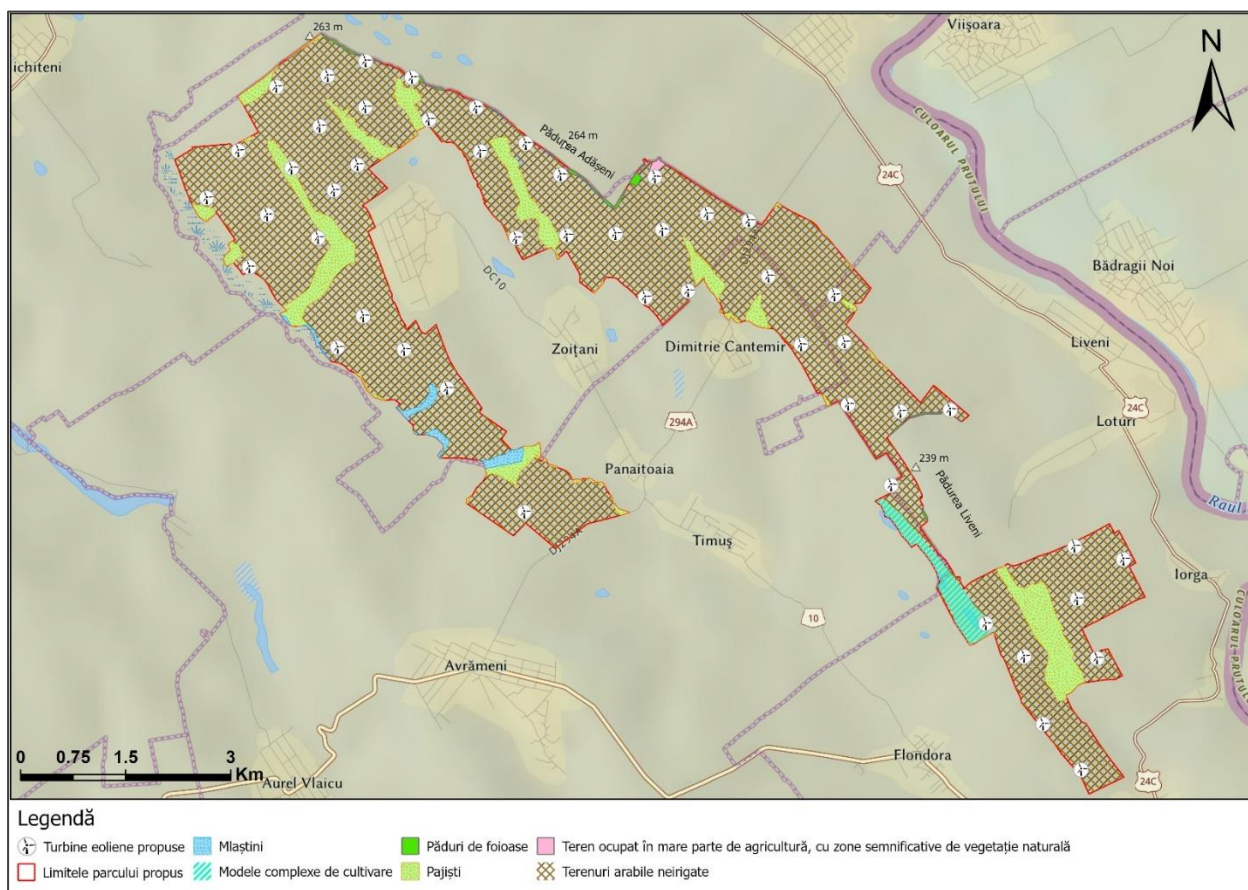 263 m
Viișoara
N
ichiteni
Pădurea Adășeni
264 m
24C
CULOARUL PRUTULUI
Bădragii Noi
DC10
Zoițani
Dimitrie Cantemir
Liveni
294A
24C
Loturi
239 m
Panaitoaia
Pădurea Liveni
Raul
Timuș
DJ294A
Iorga
10
CULOARUL PRUTULUI
Avrămeni
Flondora
0 0.75 1.5 3
Km
Aurel Vlaicu
24C
Legendă
Turbine eoliene propuse
Mlaștini
Păduri de foioase
Teren ocupat în mare parte de agricultură, cu zone semnificative de vegetație naturală
Limitele parcului propus
Modele complexe de cultivare
Pajiști
Terenuri arabile neirigate